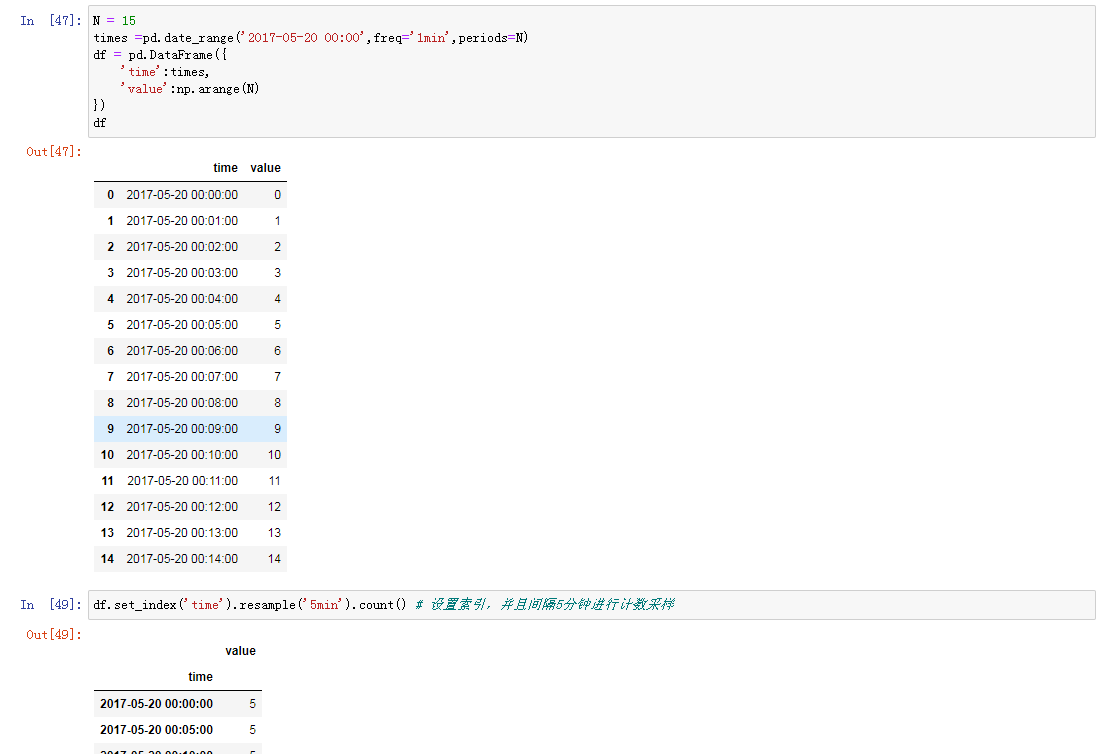 In [47]: N = 15
times =pd.date_range('2017-05-20 00:00',freq='1min',periods=N)
df = pd.DataFrame({
'time':times,
'value':np.arange(N)
})
df
Out[47]:
time value
0 2017-05-20 00:00:00 0
1 2017-05-20 00:01:00 1
2 2017-05-20 00:02:00 2
3 2017-05-20 00:03:00 3
4 2017-05-20 00:04:00 4
5 2017-05-20 00:05:00 5
6 2017-05-20 00:06:00 6
7 2017-05-20 00:07:00 7
8 2017-05-20 00:08:00 8
9 2017-05-20 00:09:00 9
10 2017-05-20 00:10:00 10
11 2017-05-20 00:11:00 11
12 2017-05-20 00:12:00 12
13 2017-05-20 00:13:00 13
14 2017-05-20 00:14:00 14
In [49]: df.set_index('time').resample('5min').count() # 设置索引，并且间隔5分钟进行计数采样
Out[49]:
value
time
2017-05-20 00:00:00 5
2017-05-20 00:05:00 5
2017-05-20 00:10:00 5